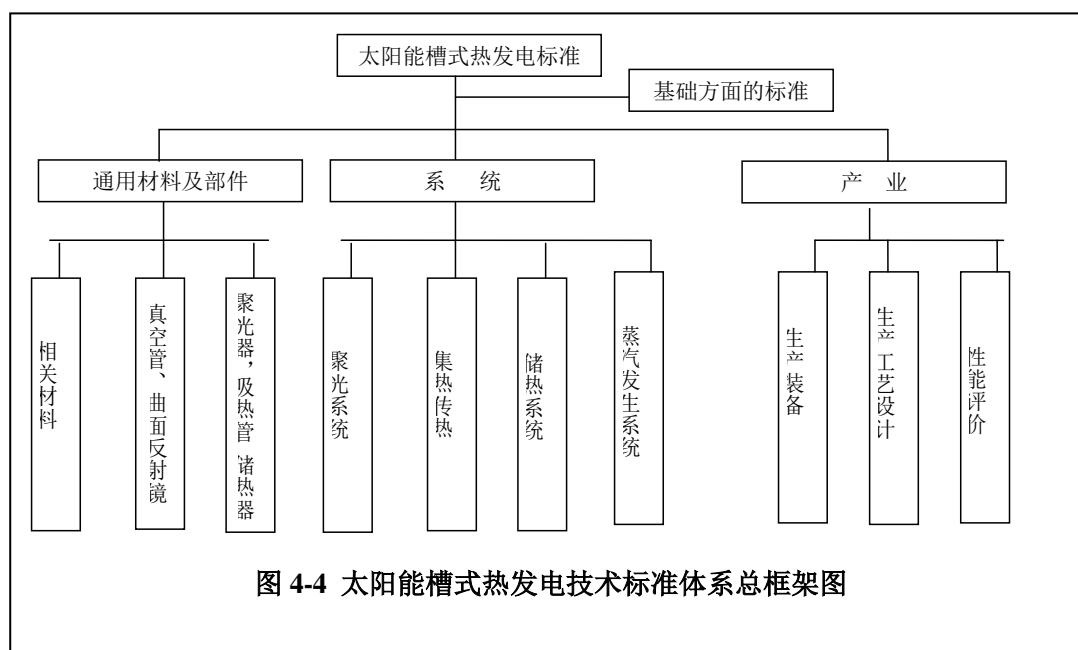 太阳能槽式热发电标准
基础方面的标准
通用材料及部件
系 统
产 业
相关材料
真空管、曲面反射镜
聚光器，吸热管 储热器
聚光系统
集热传热
储热系统
蒸汽发生系统
生产装备
生产工艺设计
性能评价
图 4-4 太阳能槽式热发电技术标准体系总框架图